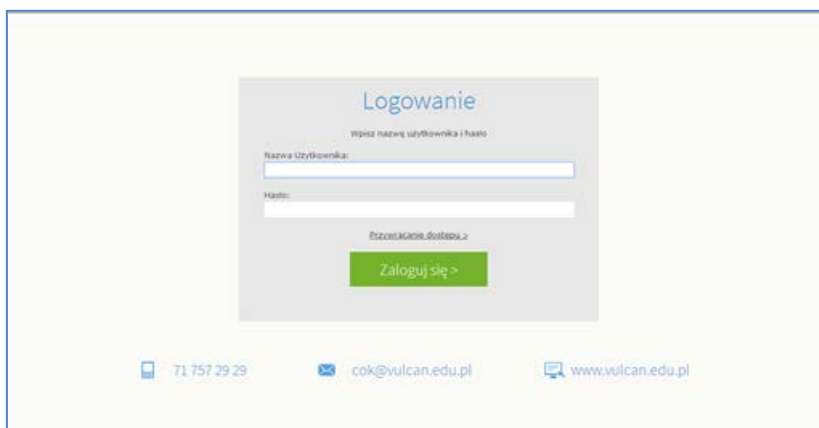 Logowanie
Wpisz nazwę użytkownika i hasło
Nazwa Użytkownika:
Hasło:
Przywracanie dostępu >
Zaloguj się >
71 757 29 29 cok@vulcan.edu.pl www.vulcan.edu.pl